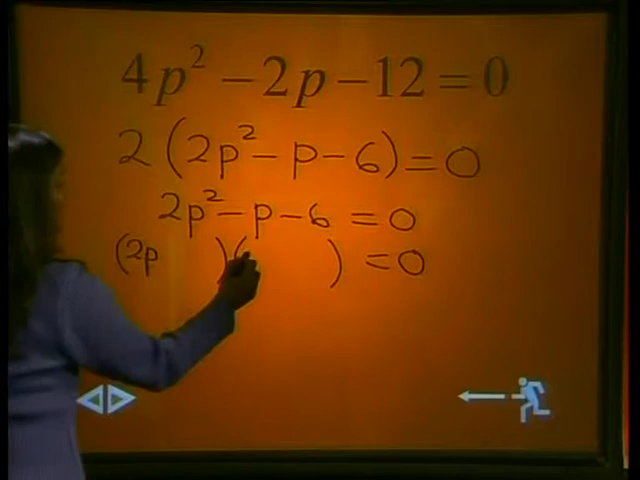 4p² − 2p − 12 = 0
2(2p² − p − 6) = 0
2p² − p − 6 = 0
(2p )( ) = 0